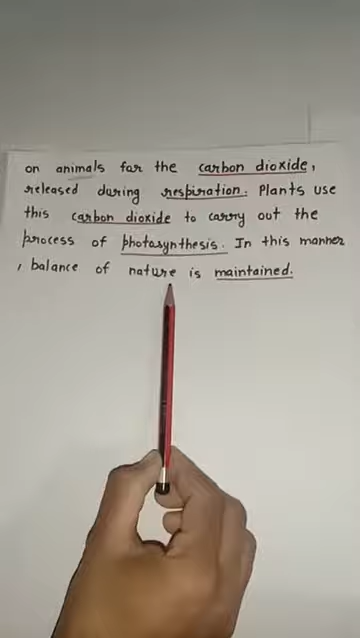 on animals for the carbon dioxide,
released during respiration. Plants use
this carbon dioxide to carry out the
process of photosynthesis. In this manner
, balance of nature is maintained.